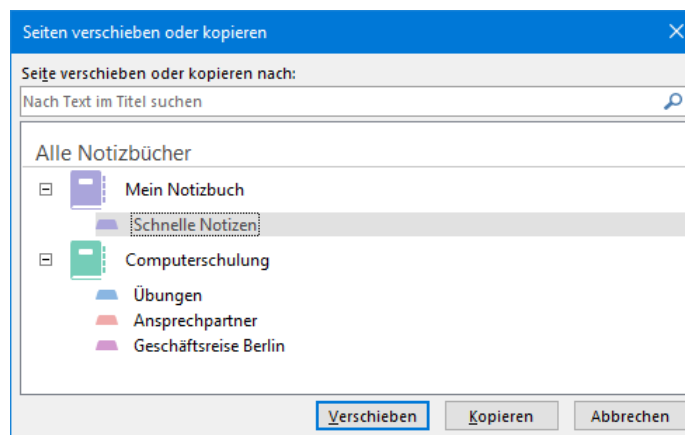 Seiten verschieben oder kopieren
Seite verschieben oder kopieren nach:
Nach Text im Titel suchen
Alle Notizbücher
Mein Notizbuch
Schnelle Notizen
Computerschulung
Übungen
Ansprechpartner
Geschäftsreise Berlin
Verschieben Kopieren Abbrechen